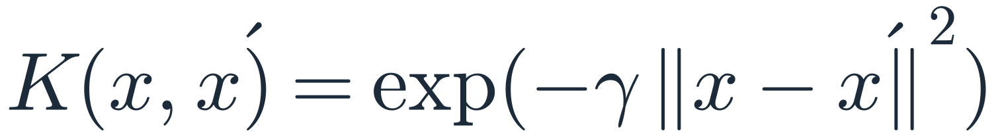 K(x, x´) = exp(−γ ‖x − x´‖²)